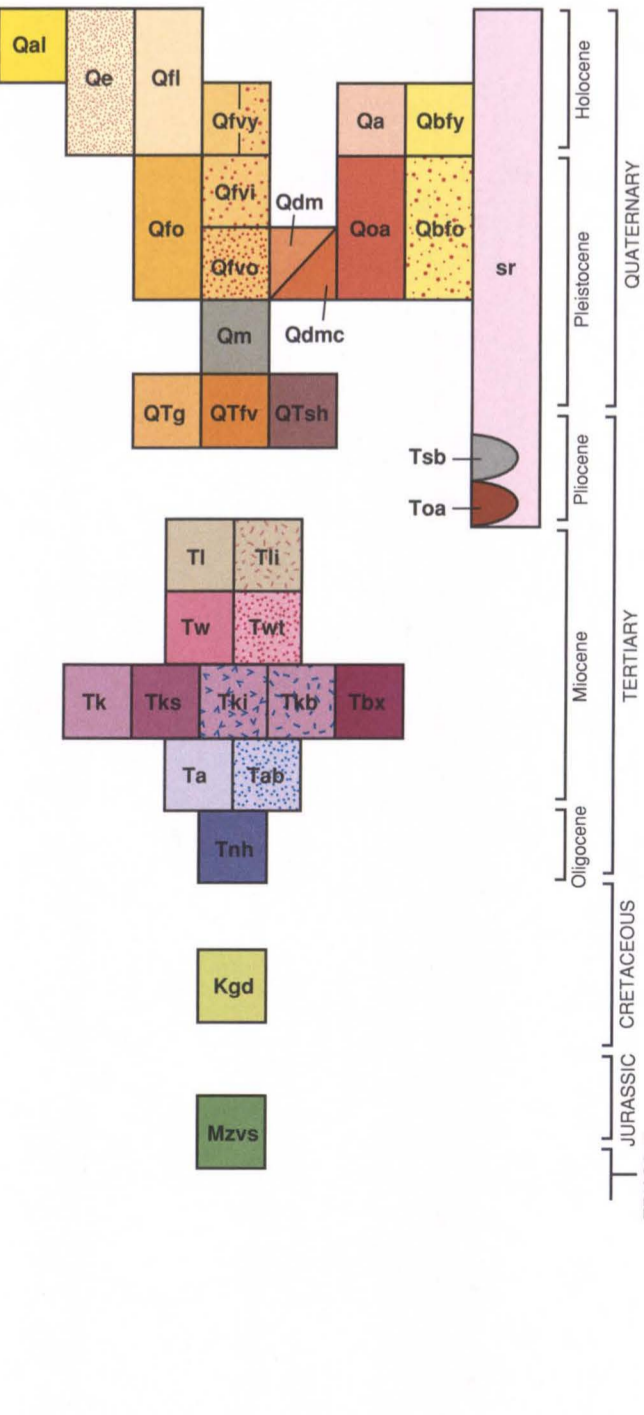 Qal
Qe
Qfl
Qfvy
Qa
Qbfy
Qfo
Qfvi
Qdm
Qoa
Qbfo
Qfvo
sr
Qm
Qdmc
QTg
QTfv
QTsh
Tsb
Toa
Tl
Tli
Tw
Twt
Tk
Tks
Tki
Tkb
Tbx
Ta
Tab
Tnh
Kgd
Mzvs
Holocene
Pleistocene
Pliocene
Miocene
Oligocene
QUATERNARY
TERTIARY
CRETACEOUS
JURASSIC